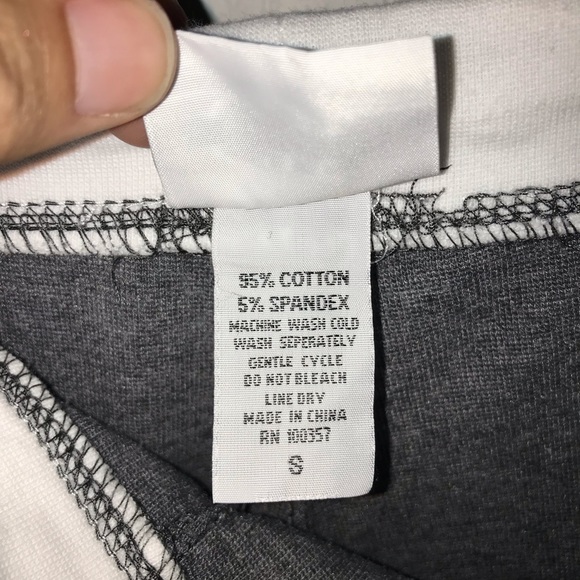 95% COTTON
5% SPANDEX
MACHINE WASH COLD
WASH SEPERATELY
GENTLE CYCLE
DO NOT BLEACH
LINE DRY
MADE IN CHINA
RN 100357
S